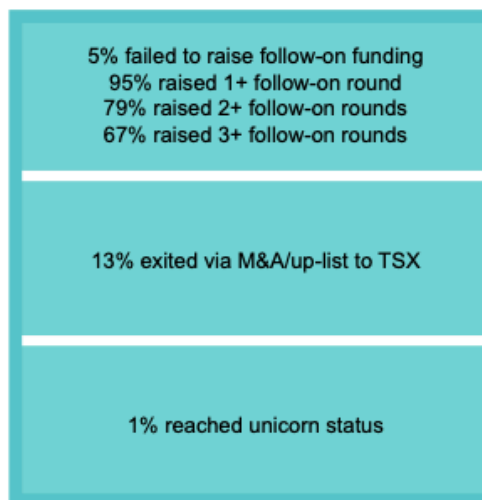 5% failed to raise follow-on funding
95% raised 1+ follow-on round
79% raised 2+ follow-on rounds
67% raised 3+ follow-on rounds
13% exited via M&A/up-list to TSX
1% reached unicorn status